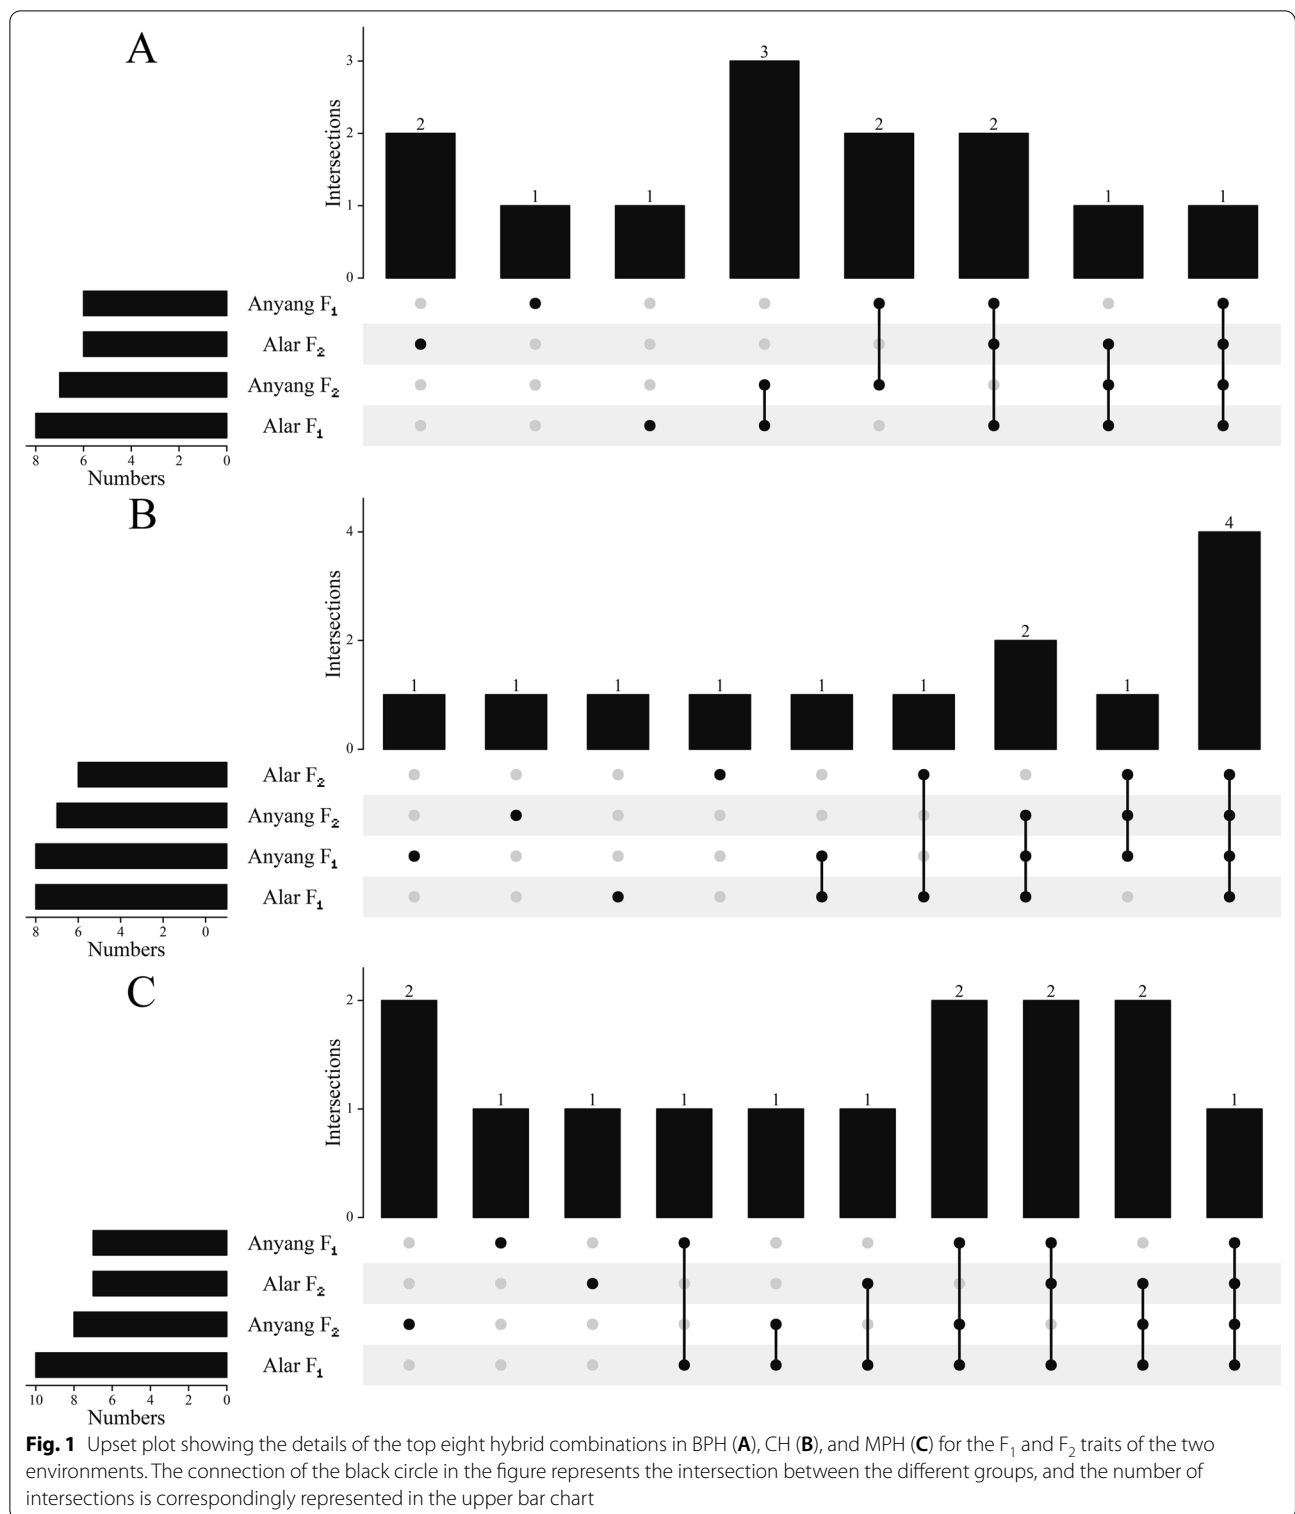 A
Intersections
3
2
1
0
2
1
1
3
2
2
1
1
Anyang F1
Alar F2
Anyang F2
Alar F1
8 6 4 2 0
Numbers
B
Intersections
4
2
0
1
1
1
1
1
1
2
1
4
Alar F2
Anyang F2
Anyang F1
Alar F1
8 6 4 2 0
Numbers
C
Intersections
2
1
0
2
1
1
1
1
1
2
2
2
1
Anyang F1
Alar F2
Anyang F2
Alar F1
10 8 6 4 2 0
Numbers
Fig. 1 Upset plot showing the details of the top eight hybrid combinations in BPH (A), CH (B), and MPH (C) for the F1 and F2 traits of the two
environments. The connection of the black circle in the figure represents the intersection between the different groups, and the number of
intersections is correspondingly represented in the upper bar chart